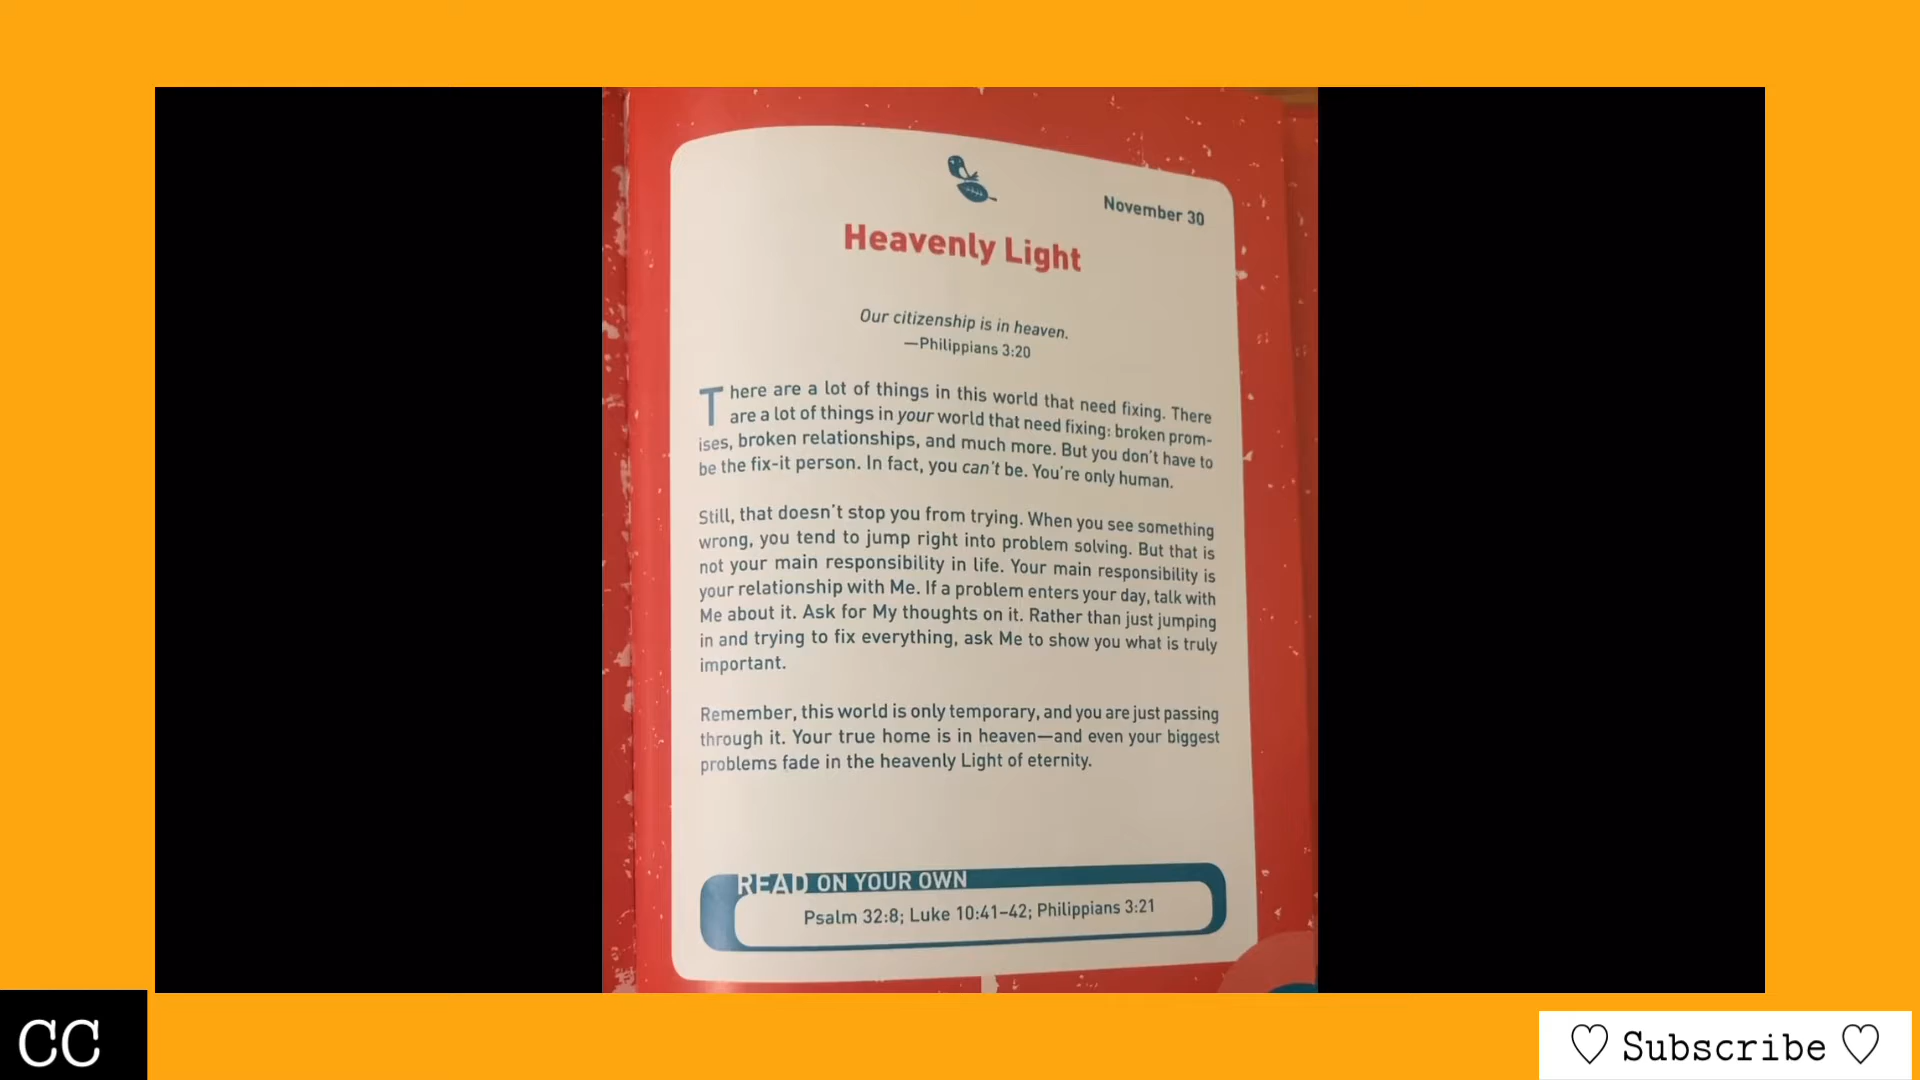 November 30
Heavenly Light
Our citizenship is in heaven.
—Philippians 3:20
There are a lot of things in this world that need fixing. There
are a lot of things in your world that need fixing: broken prom-
ises, broken relationships, and much more. But you don't have to
be the fix-it person. In fact, you can't be. You're only human.
Still, that doesn't stop you from trying. When you see something
wrong, you tend to jump right into problem solving. But that is
not your main responsibility in life. Your main responsibility is
your relationship with Me. If a problem enters your day, talk with
Me about it. Ask for My thoughts on it. Rather than just jumping
in and trying to fix everything, ask Me to show you what is truly
important.
Remember, this world is only temporary, and you are just passing
through it. Your true home is in heaven—and even your biggest
problems fade in the heavenly Light of eternity.
READ ON YOUR OWN
Psalm 32:8; Luke 10:41–42; Philippians 3:21
CC
♡ Subscribe ♡